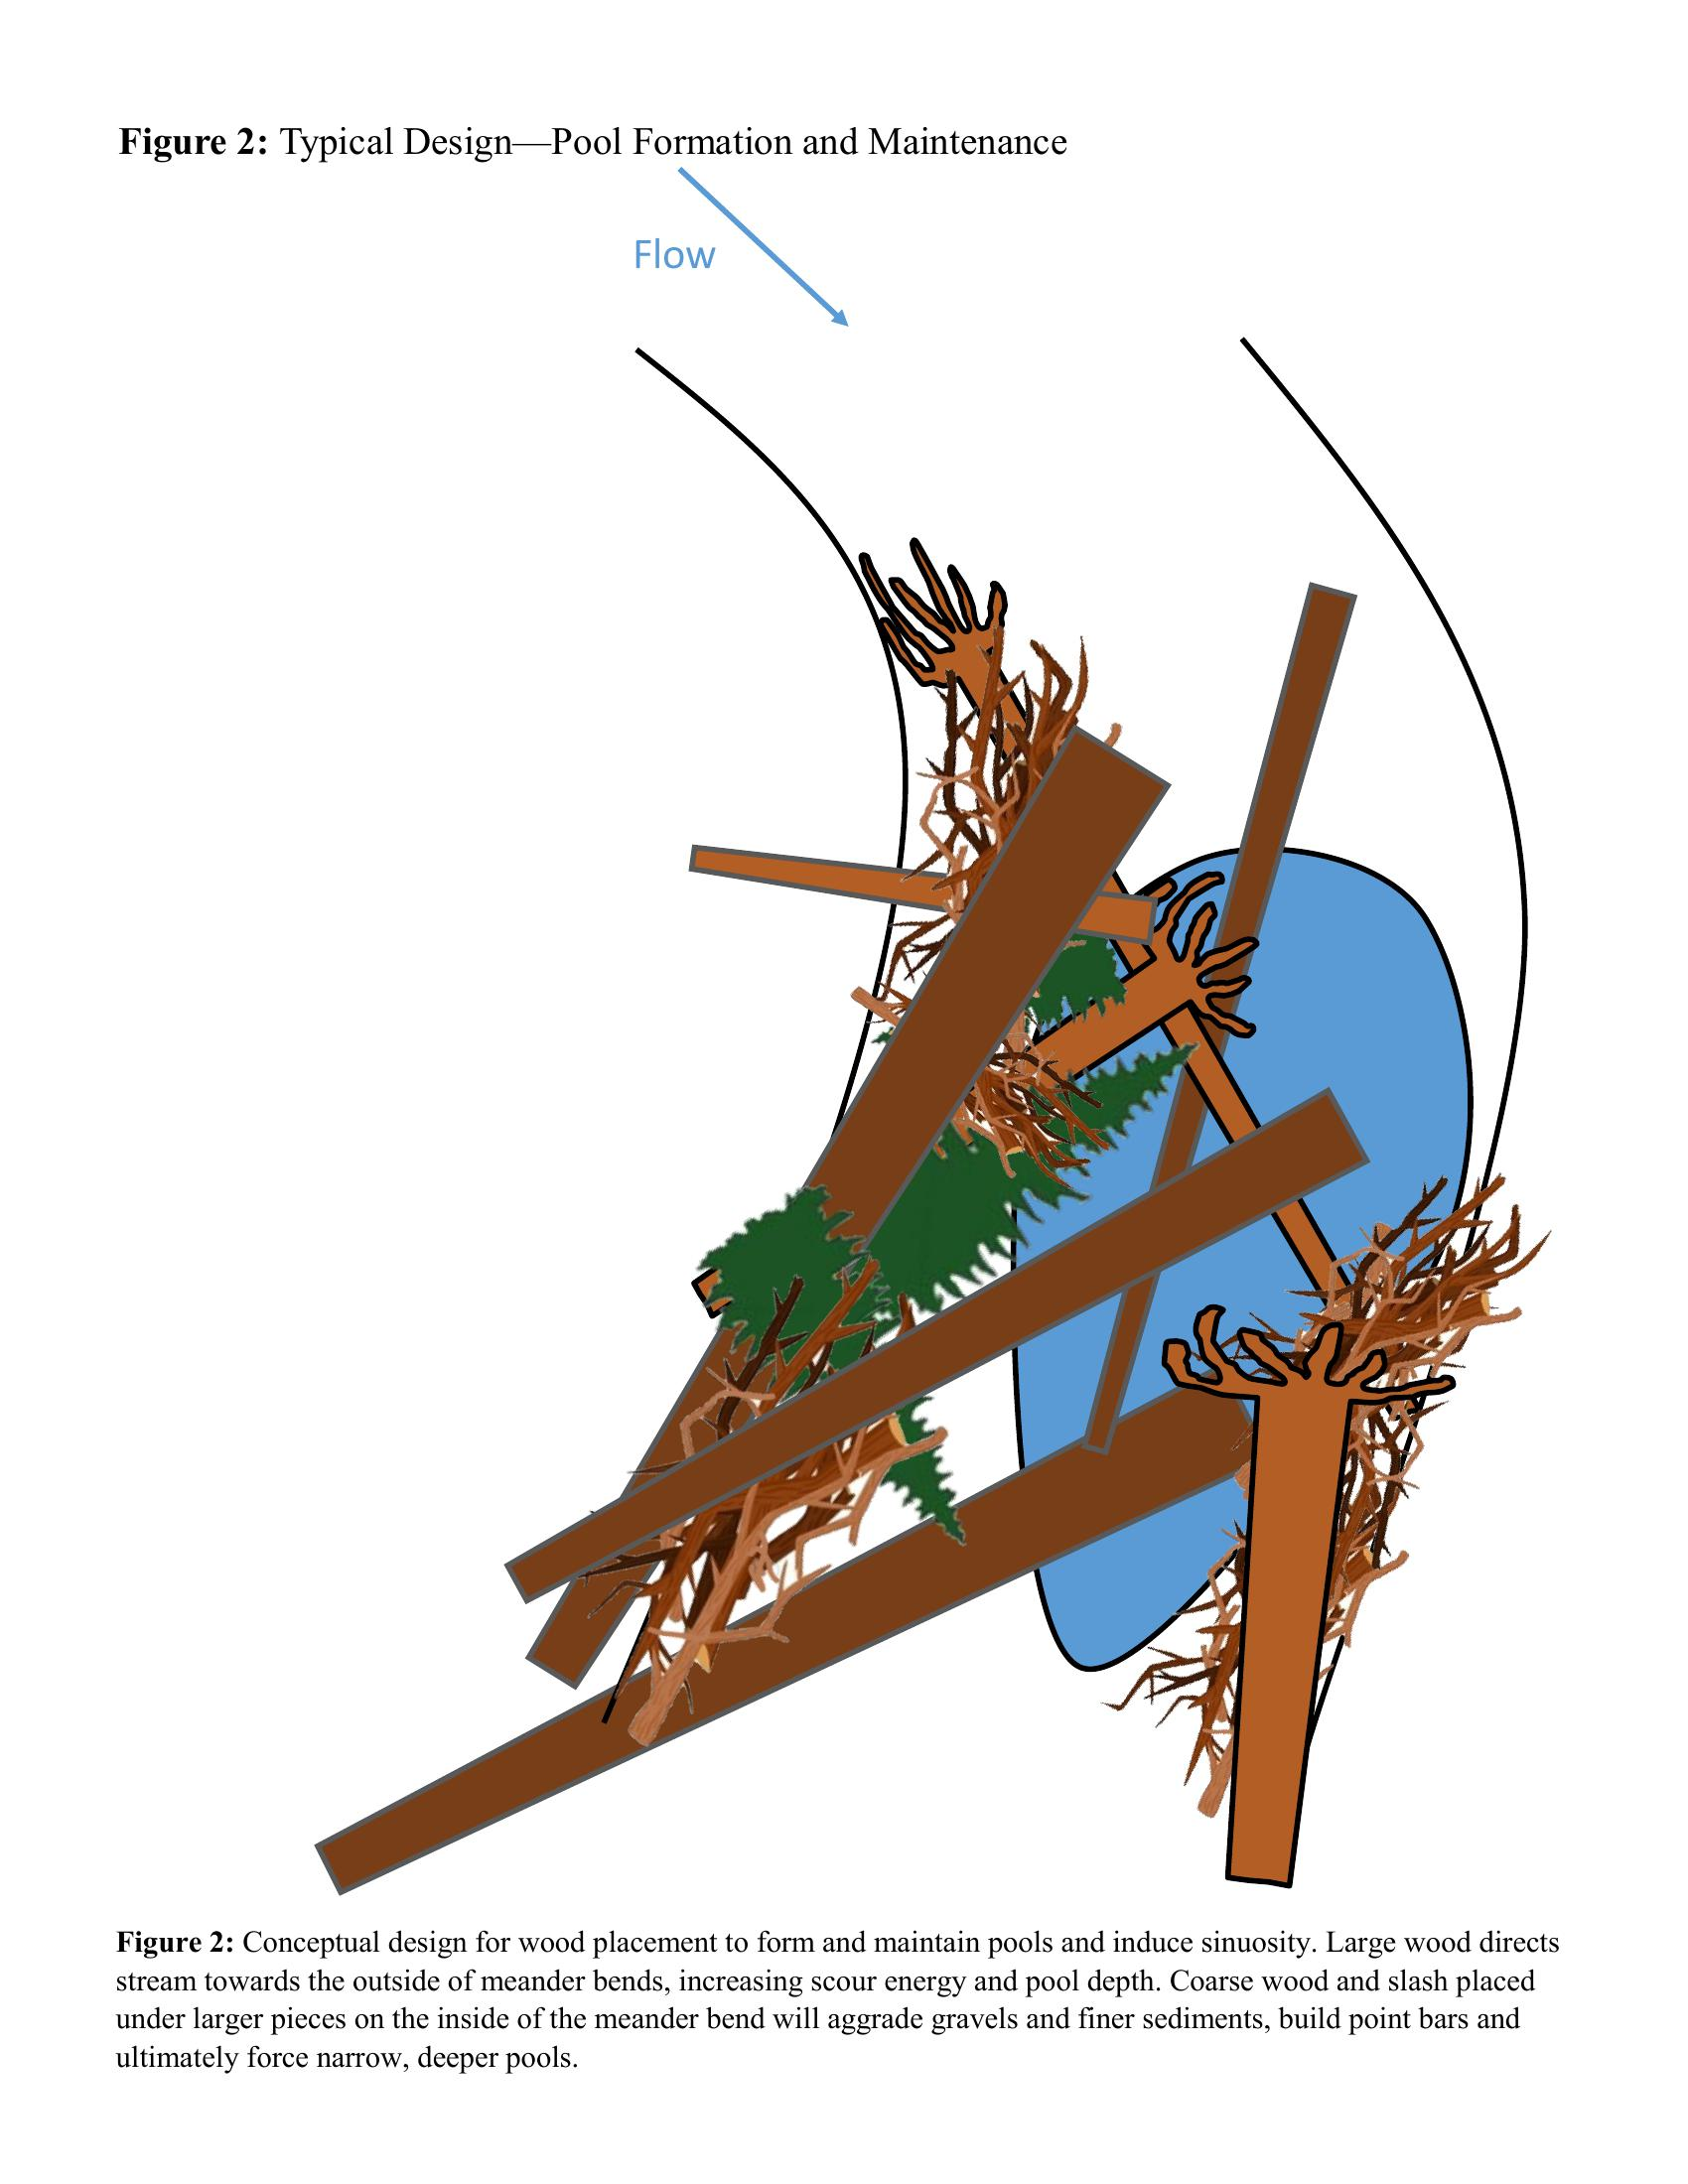 Figure 2: Typical Design—Pool Formation and Maintenance
Flow
Figure 2: Conceptual design for wood placement to form and maintain pools and induce sinuosity. Large wood directs
stream towards the outside of meander bends, increasing scour energy and pool depth. Coarse wood and slash placed
under larger pieces on the inside of the meander bend will aggrade gravels and finer sediments, build point bars and
ultimately force narrow, deeper pools.